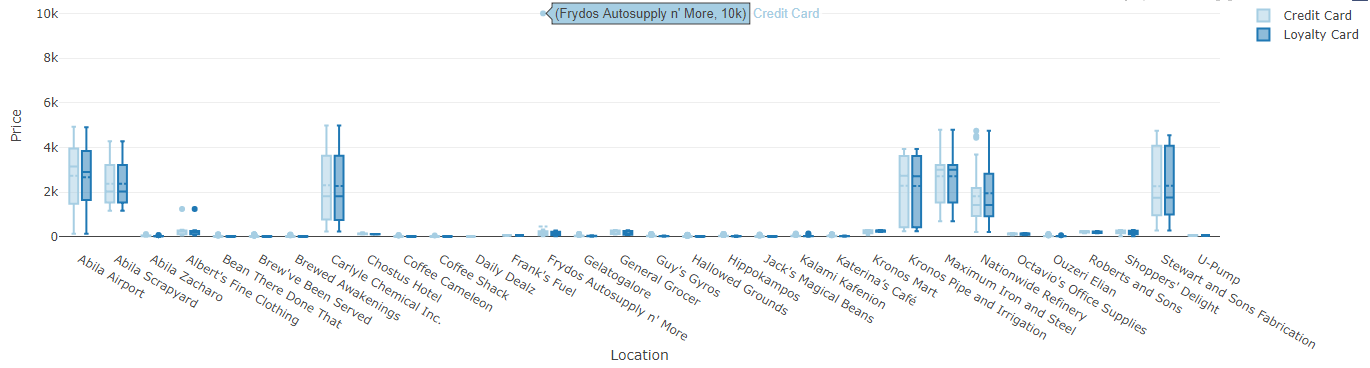 10k
(Frydos Autosupply n' More, 10k)
Credit Card
Credit Card
Loyalty Card
8k
6k
4k
2k
0
Price
Abila Airport
Abila Scrapyard
Abila Zacharo
Albert's Fine Clothing
Bean There Done That
Brew've Been Served
Brewed Awakenings
Carlyle Chemical Inc.
Chostus Hotel
Coffee Cameleon
Coffee Shack
Daily Dealz
Frank's Fuel
Frydos Autosupply n' More
Gelatogalore
General Grocer
Guy's Gyros
Hallowed Grounds
Hippokampos
Jack's Magical Beans
Kalami Kafenion
Katerina's Café
Kronos Mart
Kronos Pipe and Irrigation
Maximum Iron and Steel
Nationwide Refinery
Octavio's Office Supplies
Ouzeri Elian
Roberts and Sons
Shoppers' Delight
Stewart and Sons Fabrication
U-Pump
Location